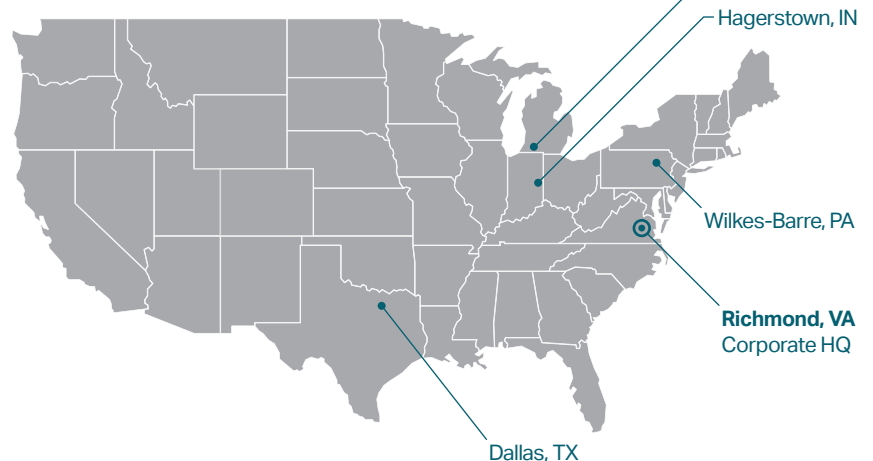 Hagerstown, IN
Wilkes-Barre, PA
Richmond, VA
Corporate HQ
Dallas, TX